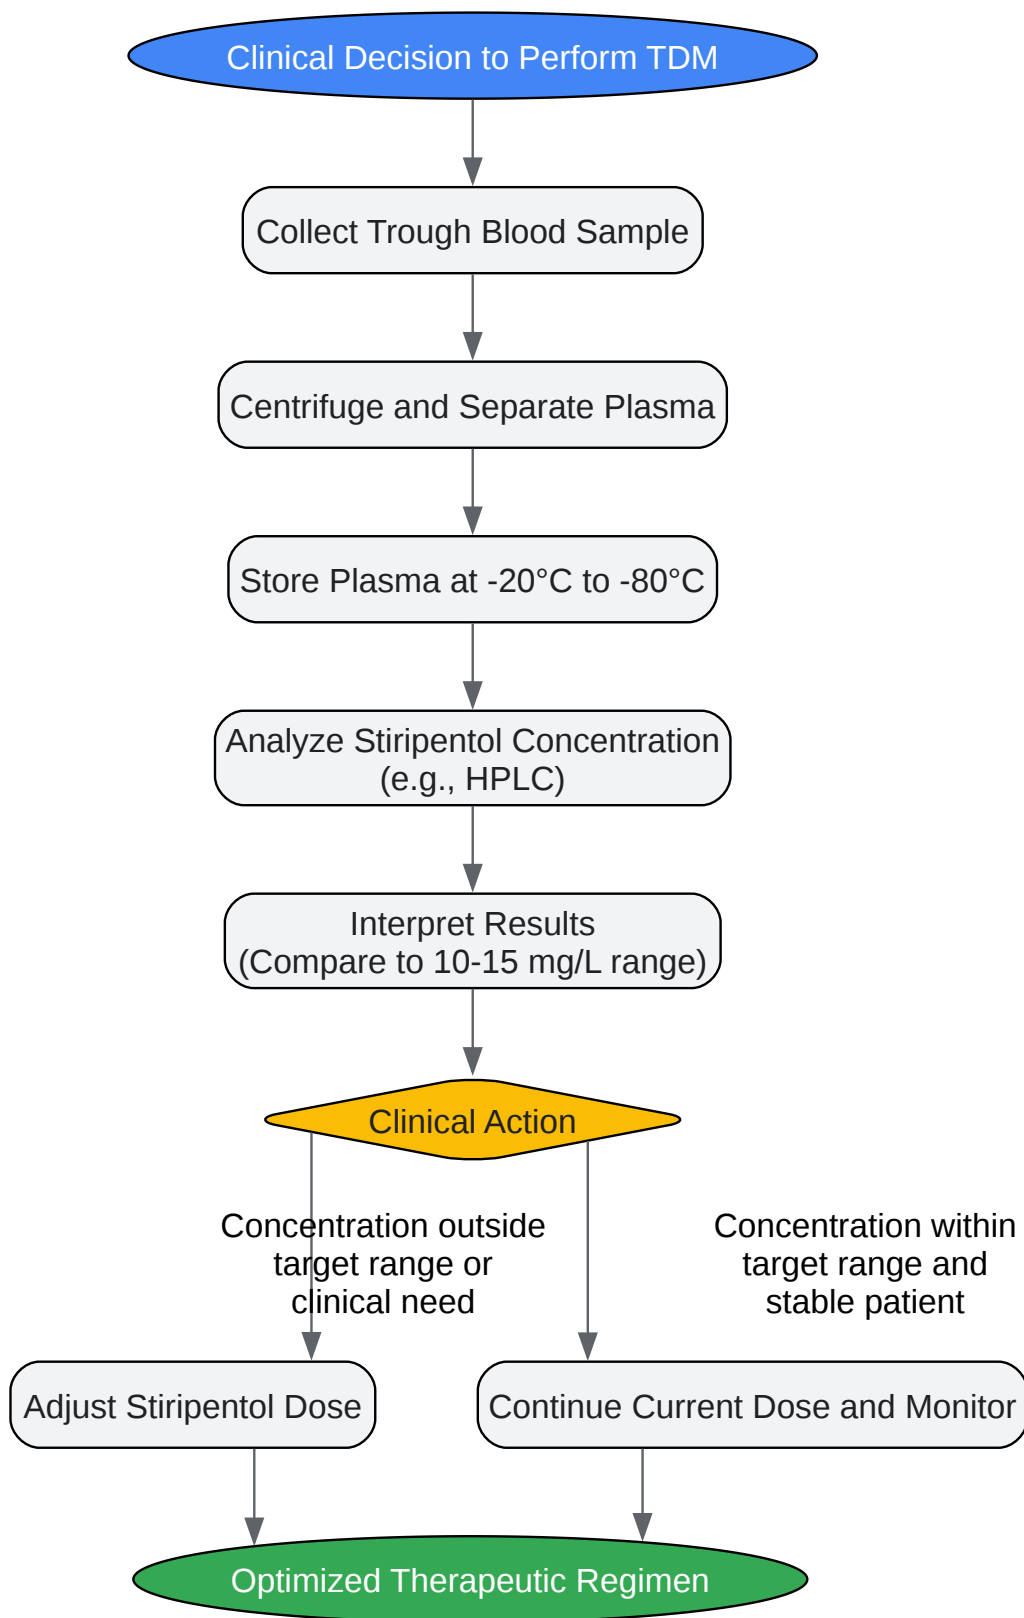 Clinical Decision to Perform TDM
Collect Trough Blood Sample
Centrifuge and Separate Plasma
Store Plasma at -20°C to -80°C
Analyze Stiripentol Concentration
(e.g., HPLC)
Interpret Results
(Compare to 10-15 mg/L range)
Clinical Action
Concentration outside
target range or
clinical need
Concentration within
target range and
stable patient
Adjust Stiripentol Dose
Continue Current Dose and Monitor
Optimized Therapeutic Regimen